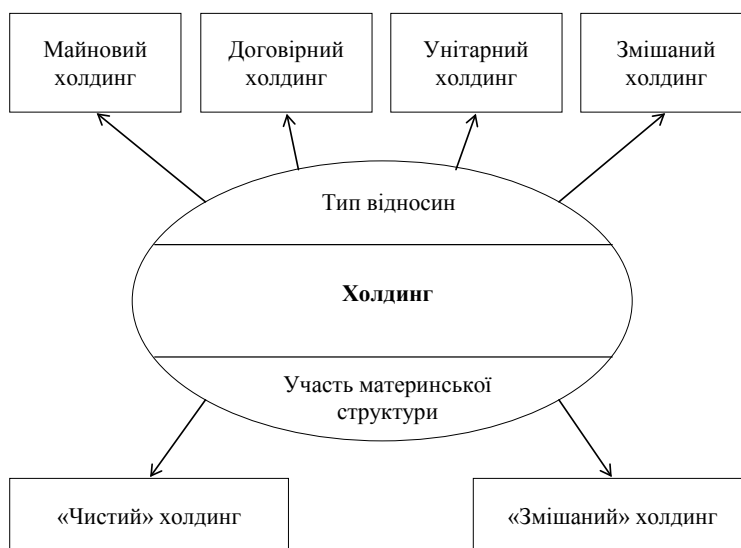 Майновий
холдинг
Договірний
холдинг
Унітарний
холдинг
Змішаний
холдинг
Тип відносин
Холдинг
Участь материнської
структури
«Чистий» холдинг
«Змішаний» холдинг